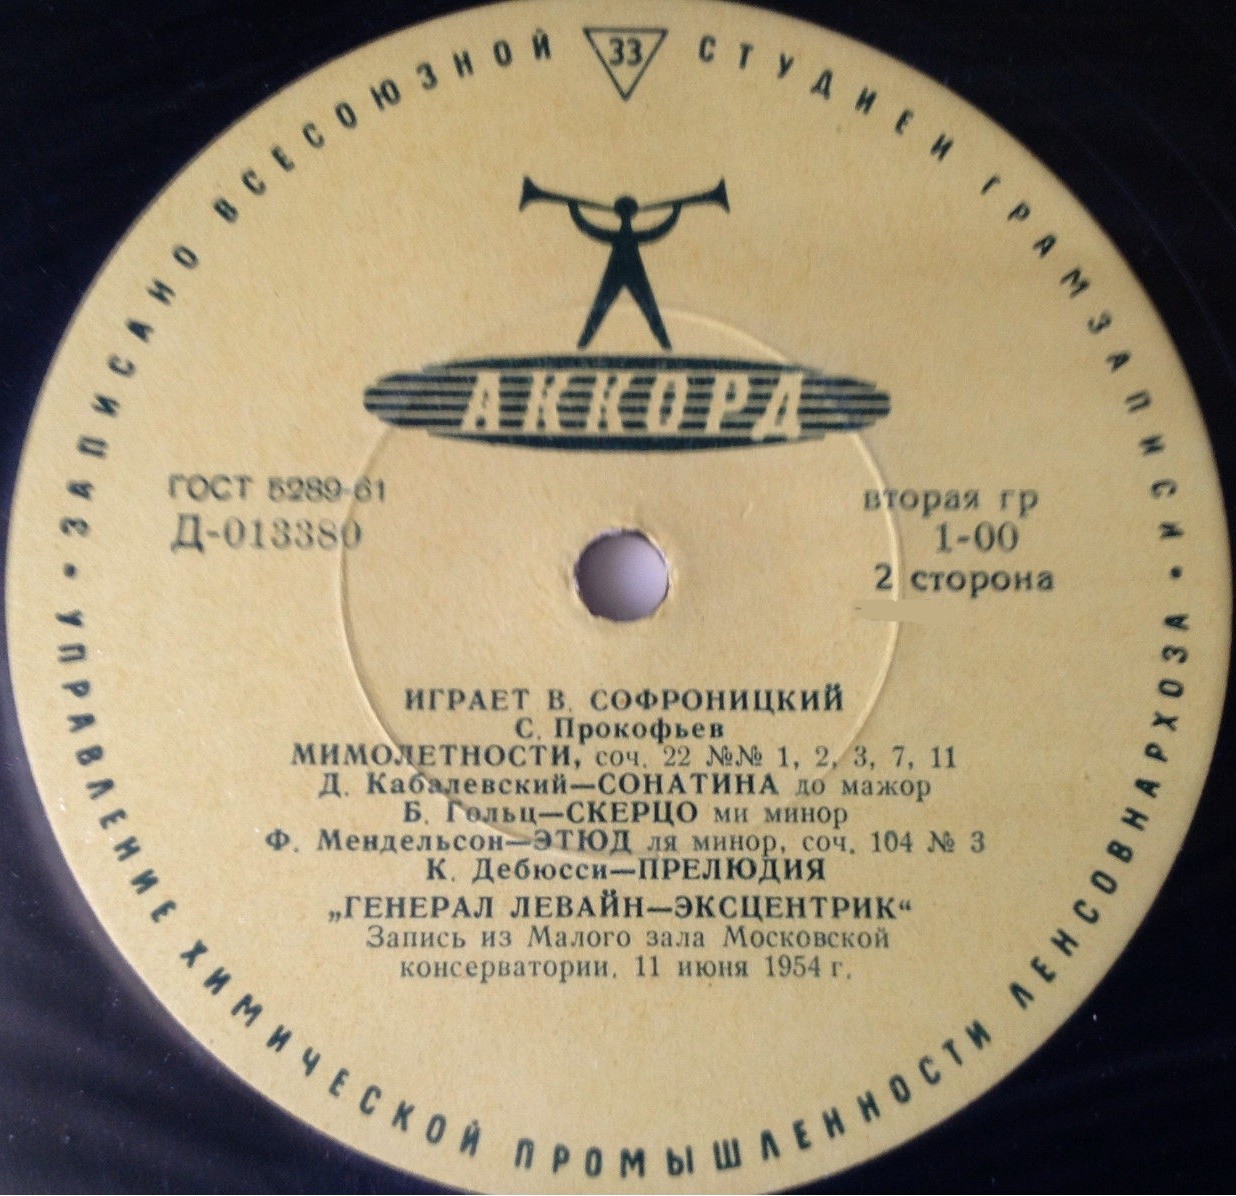 ЗАПИСАНО ВСЕСОЮЗНОЙ СТУДИЕЙ ГРАМЗАПИСИ •
33
АККОРД
ГОСТ 5289-61
Д-013380
вторая гр
1-00
2 сторона
ИГРАЕТ В. СОФРОНИЦКИЙ
С. Прокофьев
МИМОЛЕТНОСТИ, соч. 22 №№ 1, 2, 3, 7, 11
Д. Кабалевский—СОНАТИНА до мажор
Б. Гольц—СКЕРЦО ми минор
Ф. Мендельсон—ЭТЮД ля минор, соч. 104 № 3
К. Дебюсси—ПРЕЛЮДИЯ
„ГЕНЕРАЛ ЛЕВАЙН—ЭКСЦЕНТРИК“
Запись из Малого зала Московской
консерватории. 11 июня 1954 г.
УПРАВЛЕНИЕ ХИМИЧЕСКОЙ ПРОМЫШЛЕННОСТИ ЛЕНСОВНАРХОЗА •